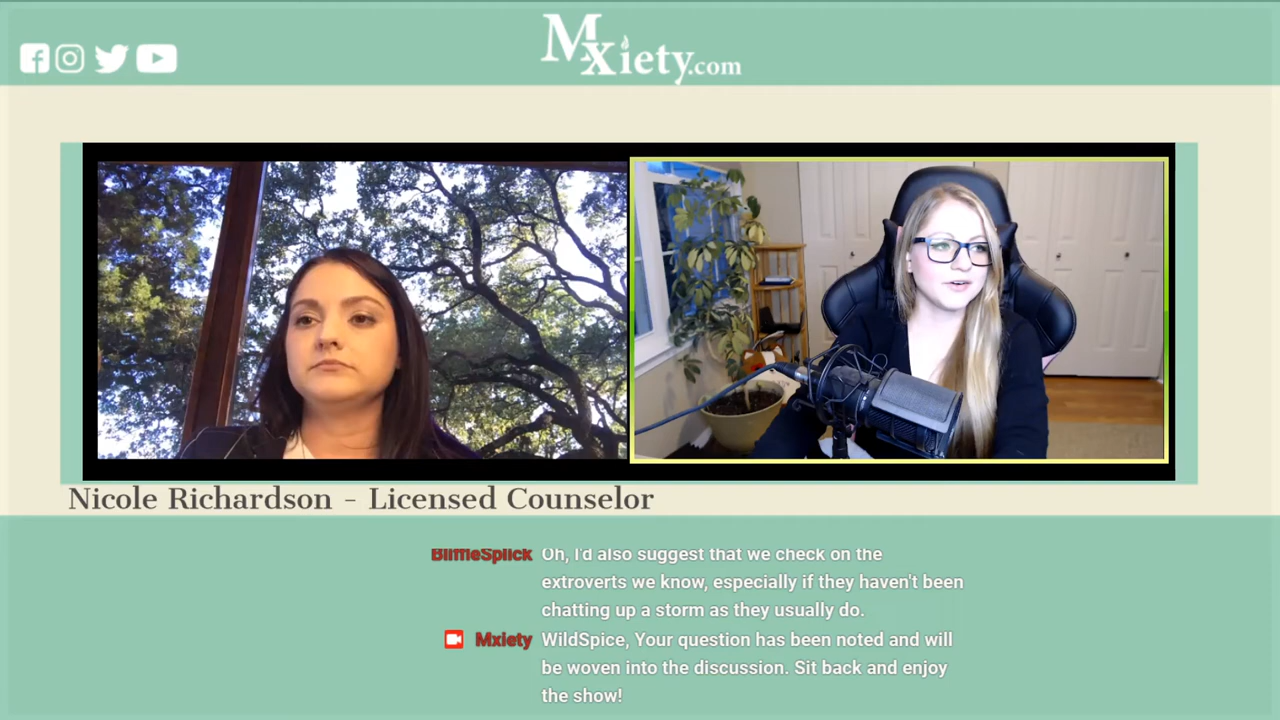 Mxiety.com
Nicole Richardson - Licensed Counselor
BliffleSplick Oh, I'd also suggest that we check on the
extroverts we know, especially if they haven't been
chatting up a storm as they usually do.
Mxiety WildSpice, Your question has been noted and will
be woven into the discussion. Sit back and enjoy
the show!